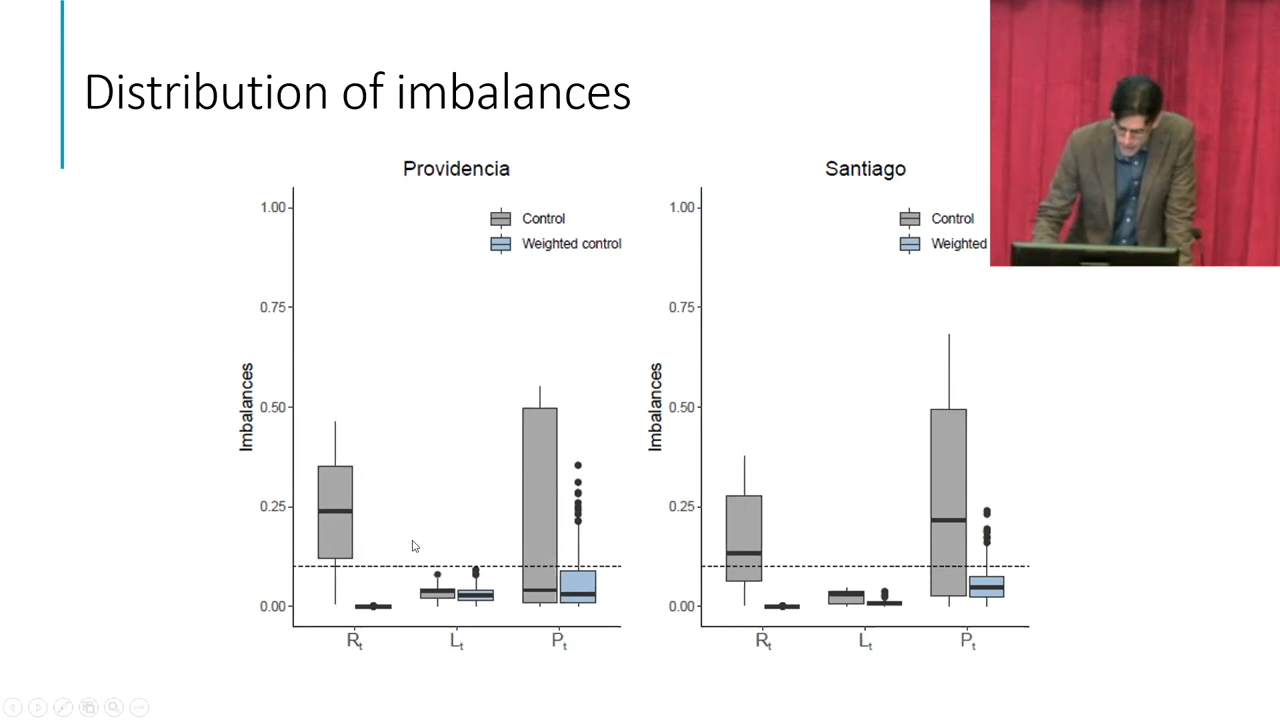 Distribution of imbalances
Providencia
Control
Weighted control
Imbalances
1.00
0.75
0.50
0.25
0.00
Rt
Lt
Pt
Santiago
Control
Weighted
Imbalances
1.00
0.75
0.50
0.25
0.00
Rt
Lt
Pt